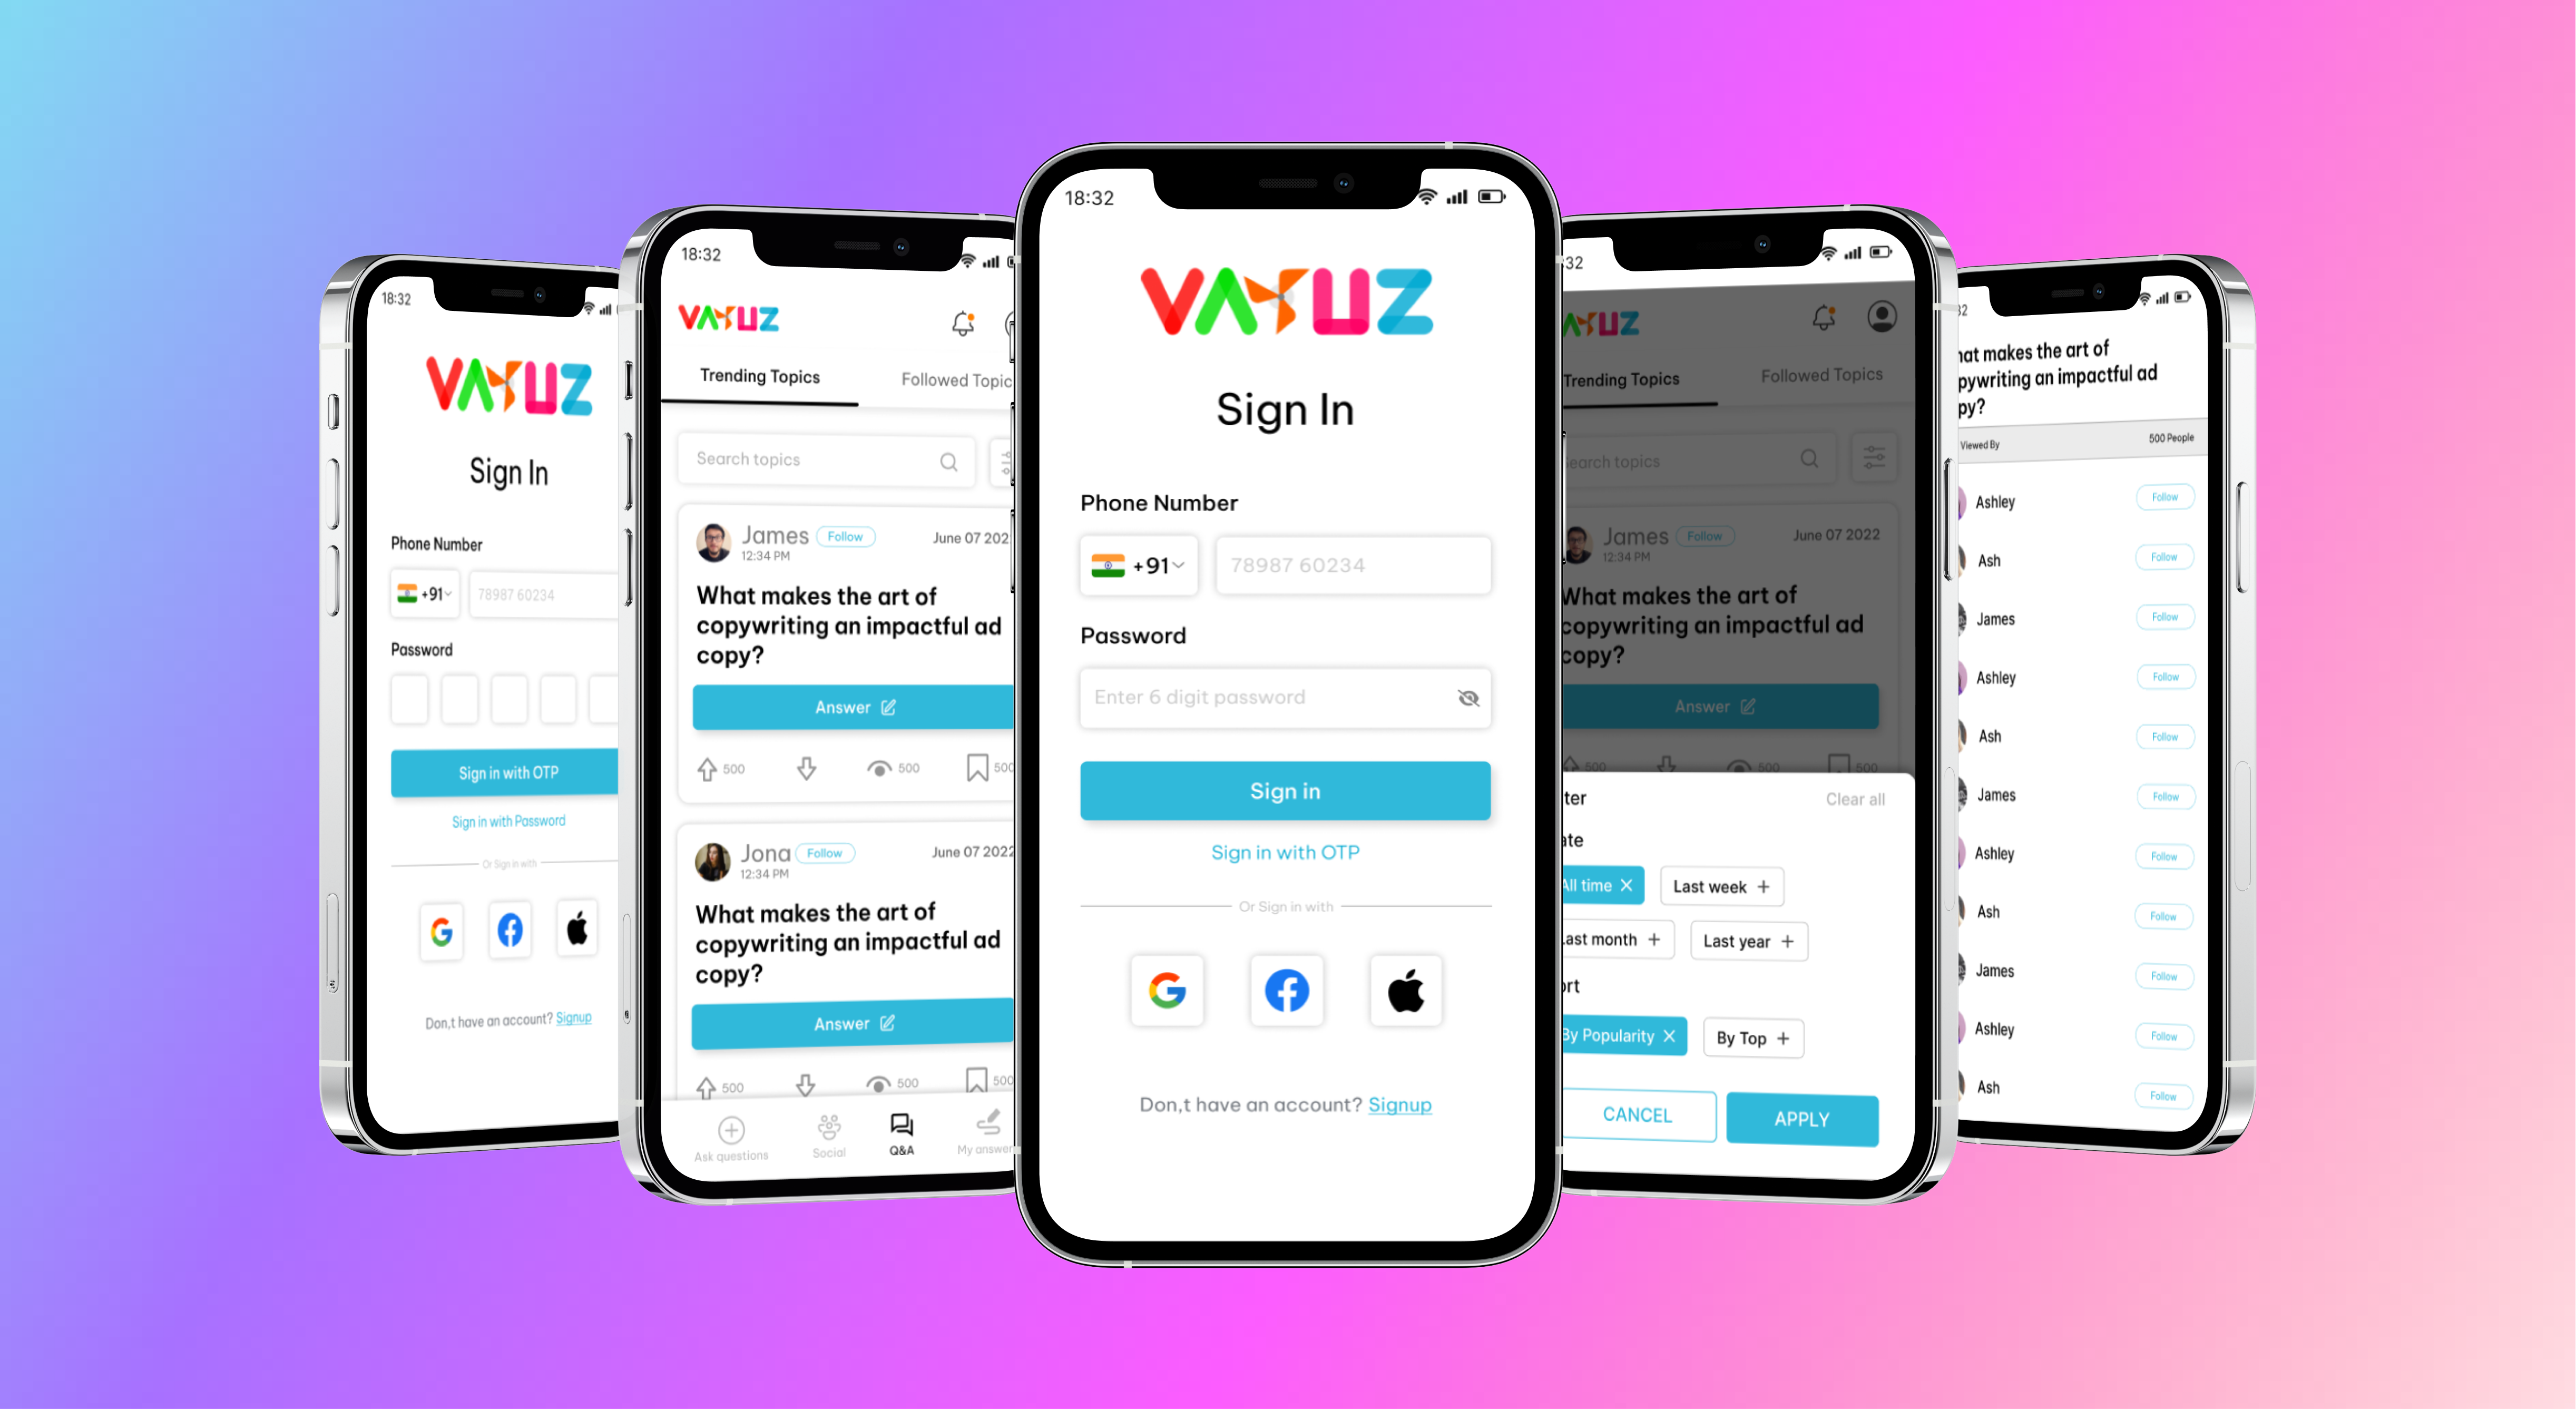 18:32
VAYUZ
Sign In
Phone Number
+91
78987 60234
Password
Sign in with OTP
Sign in with Password
Or Sign in with
Don,t have an account? Signup
18:32
VAYUZ
Trending Topics
Followed Topic
Search topics
James
Follow
June 07 202
12:34 PM
What makes the art of
copywriting an impactful ad
copy?
Answer
500
500
500
Jona
Follow
June 07 2022
12:34 PM
What makes the art of
copywriting an impactful ad
copy?
Answer
500
500
500
Ask questions
Social
Q&A
My answer
18:32
VAYUZ
Sign In
Phone Number
+91
78987 60234
Password
Enter 6 digit password
Sign in
Sign in with OTP
Or Sign in with
Don,t have an account? Signup
:32
AYUZ
Trending Topics
Followed Topics
earch topics
James
Follow
June 07 2022
12:34 PM
What makes the art of
copywriting an impactful ad
copy?
Answer
500
500
500
ter
Clear all
ate
All time
Last week
Last month
Last year
ort
By Popularity
By Top
CANCEL
APPLY
32
hat makes the art of
pywriting an impactful ad
py?
Viewed By
500 People
Ashley
Follow
Ash
Follow
James
Follow
Ashley
Follow
Ash
Follow
James
Follow
Ashley
Follow
Ash
Follow
James
Follow
Ashley
Follow
Ash
Follow